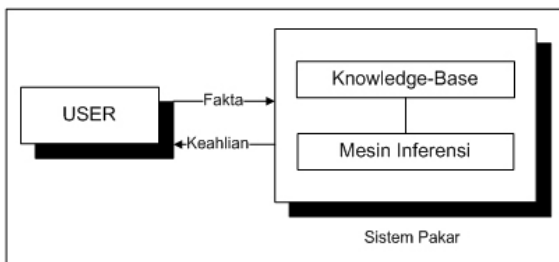 USER
Fakta
Keahlian
Knowledge-Base
Mesin Inferensi
Sistem Pakar